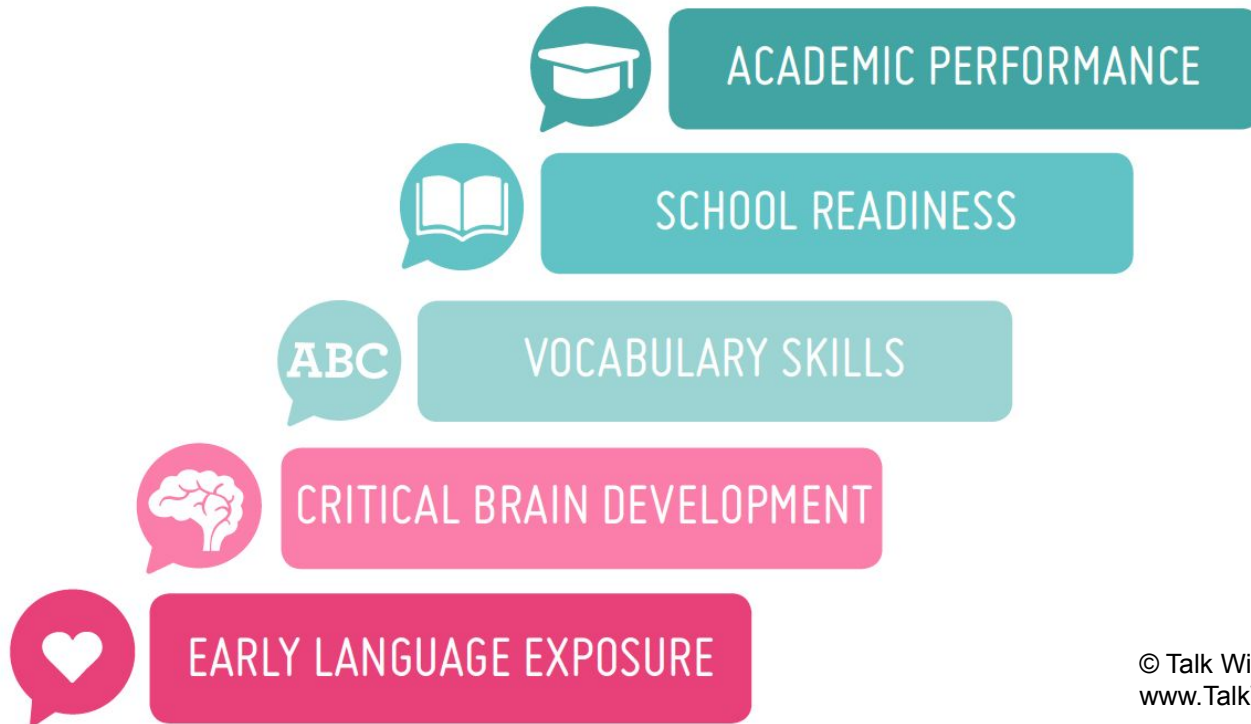 ACADEMIC PERFORMANCE
SCHOOL READINESS
ABC VOCABULARY SKILLS
CRITICAL BRAIN DEVELOPMENT
EARLY LANGUAGE EXPOSURE
© Talk